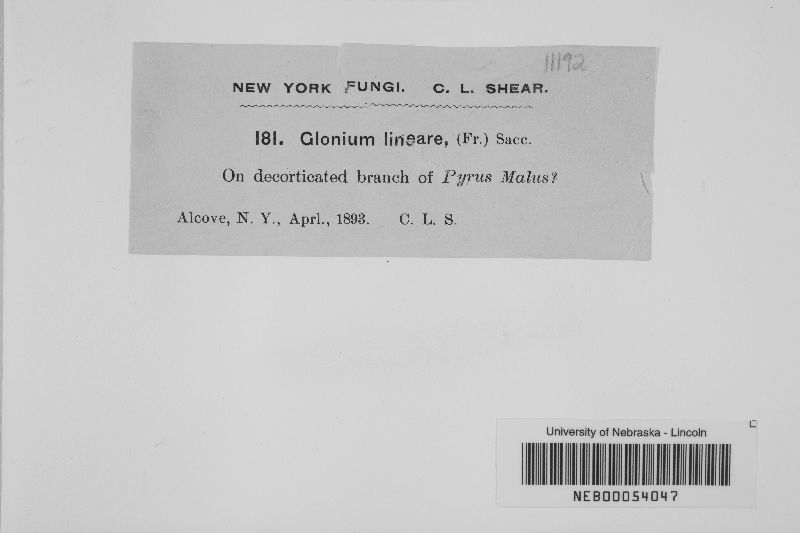 11192
NEW YORK FUNGI. C. L. SHEAR.
181. Glonium lineare, (Fr.) Sacc.
On decorticated branch of Pyrus Malus?
Alcove, N. Y., Aprl., 1893. C. L. S.
University of Nebraska - Lincoln
NEB00054047